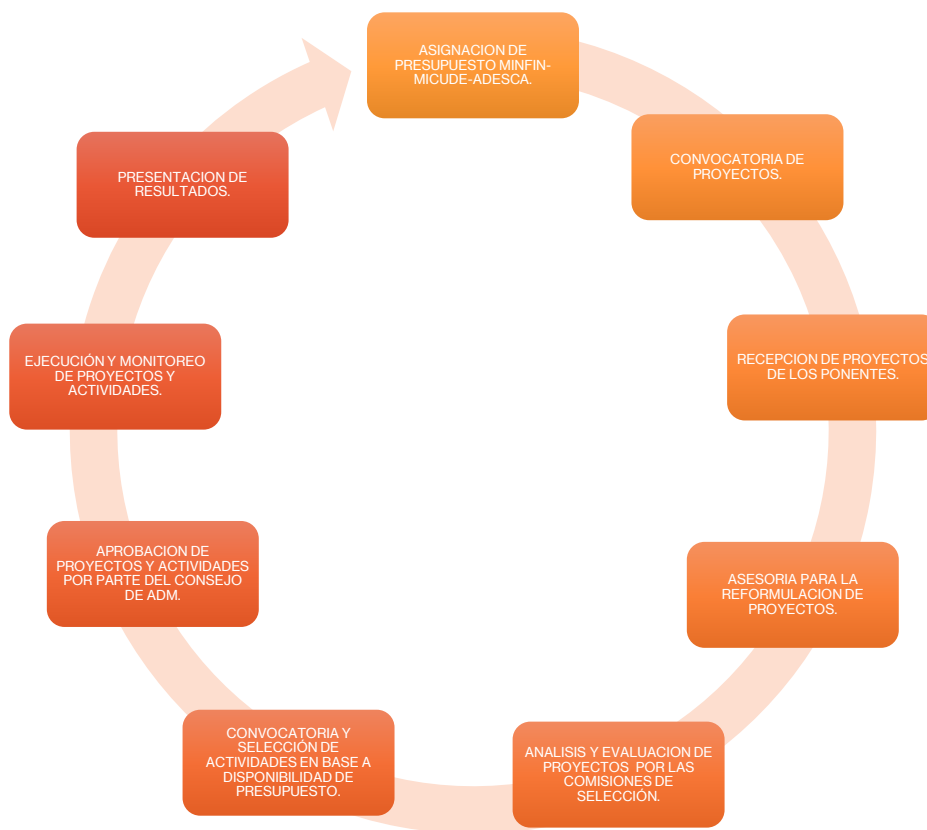 ASIGNACION DE
PRESUPUESTO MINFIN-
MICUDE-ADESCA.
CONVOCATORIA DE
PROYECTOS.
RECEPCION DE PROYECTOS
DE LOS PONENTES.
ASESORIA PARA LA
REFORMULACION DE
PROYECTOS.
ANALISIS Y EVALUACION DE
PROYECTOS POR LAS
COMISIONES DE
SELECCIÓN.
CONVOCATORIA Y
SELECCIÓN DE
ACTIVIDADES EN BASE A
DISPONIBILIDAD DE
PRESUPUESTO.
APROBACION DE
PROYECTOS Y ACTIVIDADES
POR PARTE DEL CONSEJO
DE ADM.
EJECUCIÓN Y MONITOREO
DE PROYECTOS Y
ACTIVIDADES.
PRESENTACION DE
RESULTADOS.